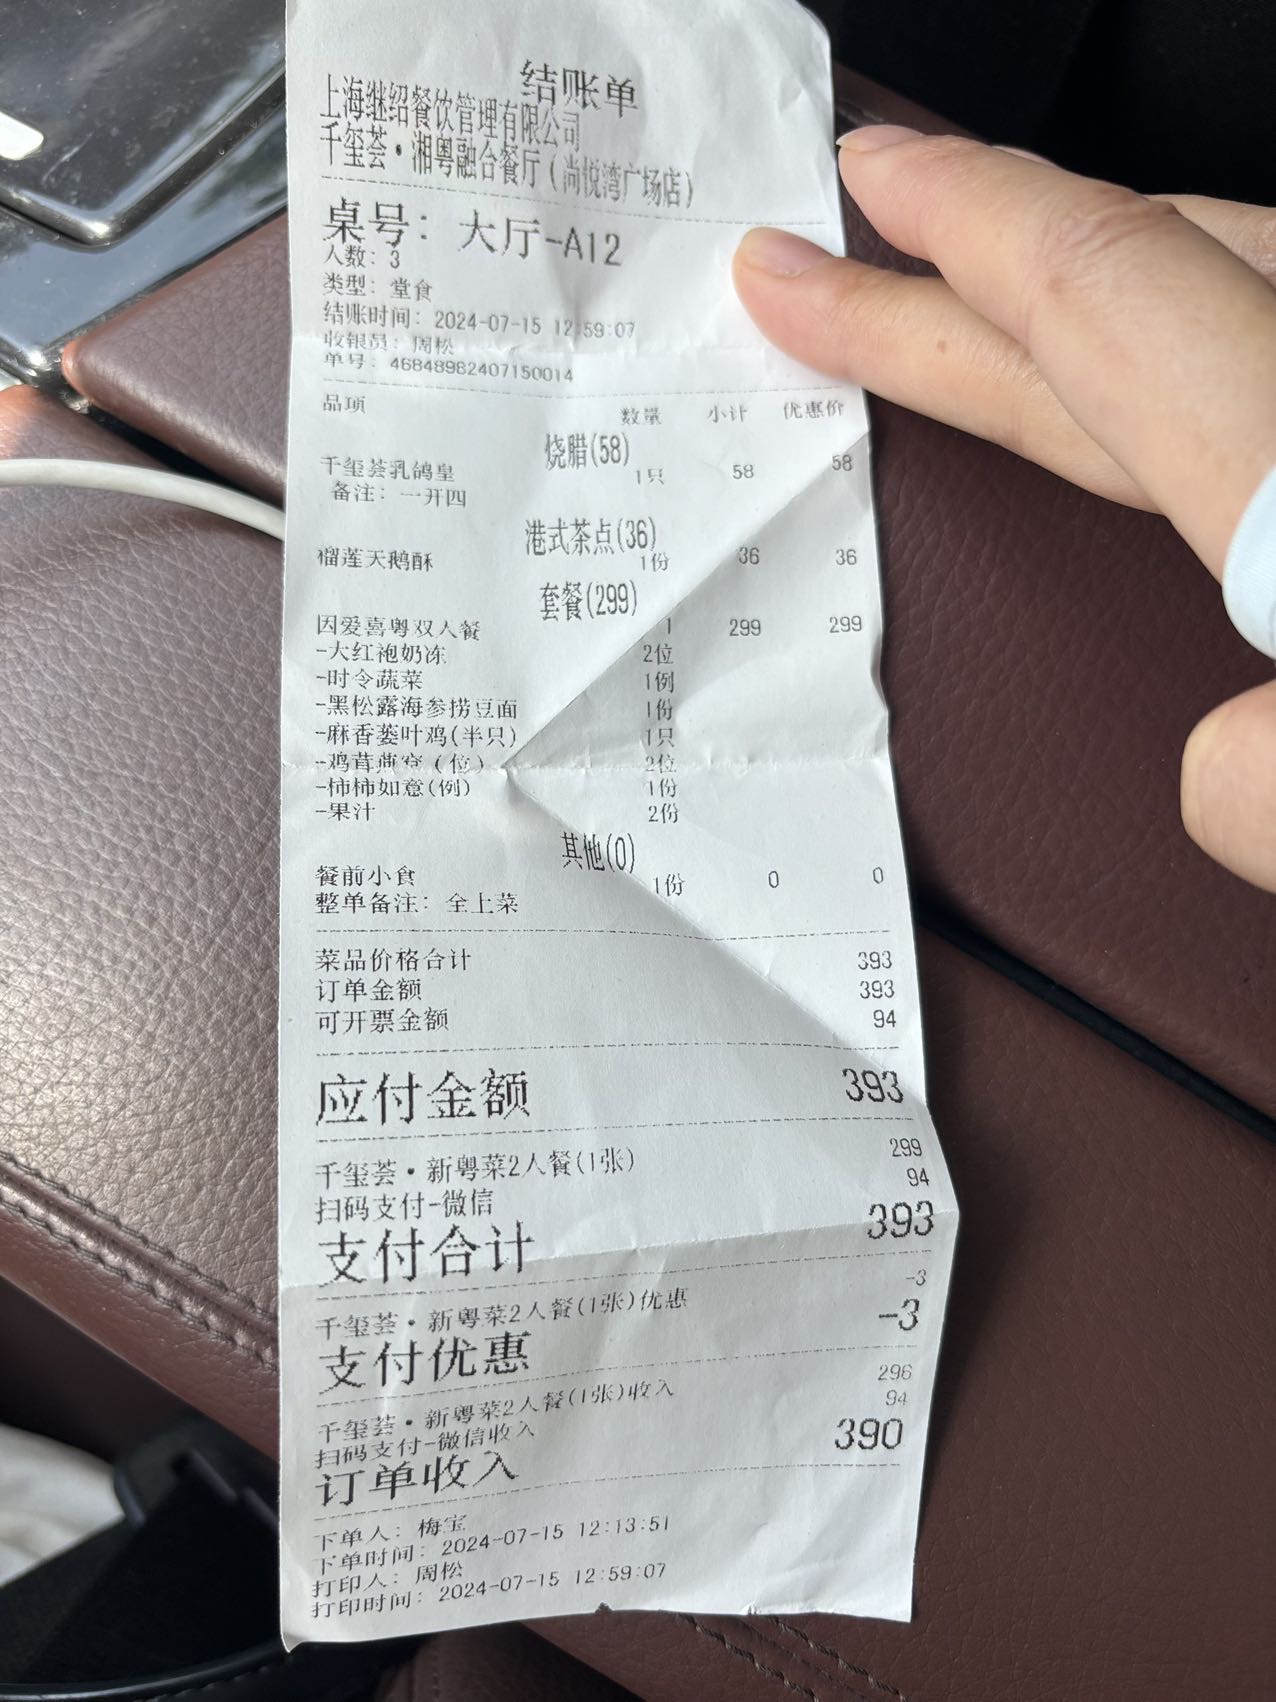 结账单
上海继绍餐饮管理有限公司
千玺荟·湘粤融合餐厅(尚悦湾广场店)
桌号: 大厅-A12
人数: 3
类型: 堂食
结账时间: 2024-07-15 12:59:07
收银员: 周松
单号: 46848982407150014
品项 数量 小计 优惠价
烧腊(58)
千玺荟乳鸽皇 1只 58 58
备注: 一开四
港式茶点(36)
榴莲天鹅酥 1份 36 36
套餐(299)
因爱喜粤双人餐 1 299 299
-大红袍奶冻 2位
-时令蔬菜 1例
-黑松露海参捞豆面 1份
-麻香蒌叶鸡(半只) 1只
-鸡茸燕窝(位) 2位
-柿柿如意(例) 1份
-果汁 2份
其他(0)
餐前小食 1份 0 0
整单备注: 全上菜
菜品价格合计 393
订单金额 393
可开票金额 94
应付金额 393
千玺荟·新粤菜2人餐(1张) 299
扫码支付-微信 94
支付合计 393
千玺荟·新粤菜2人餐(1张)优惠 -3
支付优惠 -3
千玺荟·新粤菜2人餐(1张)收入 296
扫码支付-微信收入 94
订单收入 390
下单人: 梅宝
下单时间: 2024-07-15 12:13:51
打印人: 周松
打印时间: 2024-07-15 12:59:07